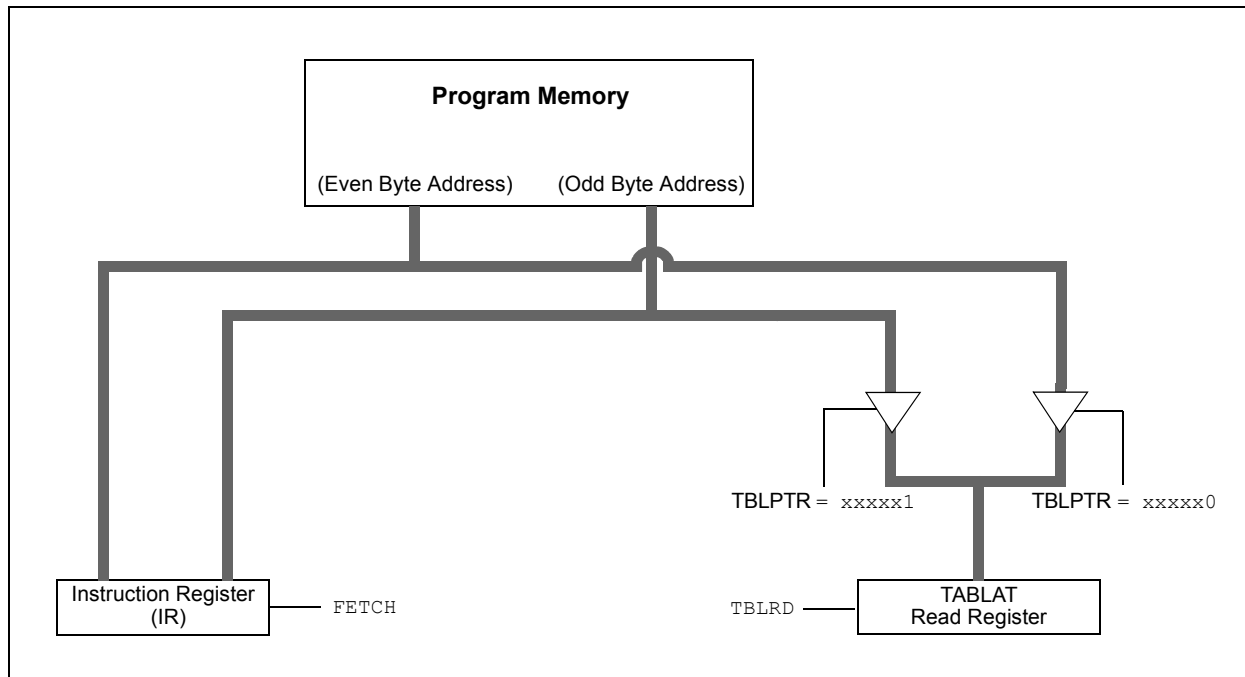 Program Memory
(Even Byte Address) (Odd Byte Address)
TBLPTR = xxxxx1 TBLPTR = xxxxx0
Instruction Register
(IR)
FETCH
TBLRD
TABLAT
Read Register